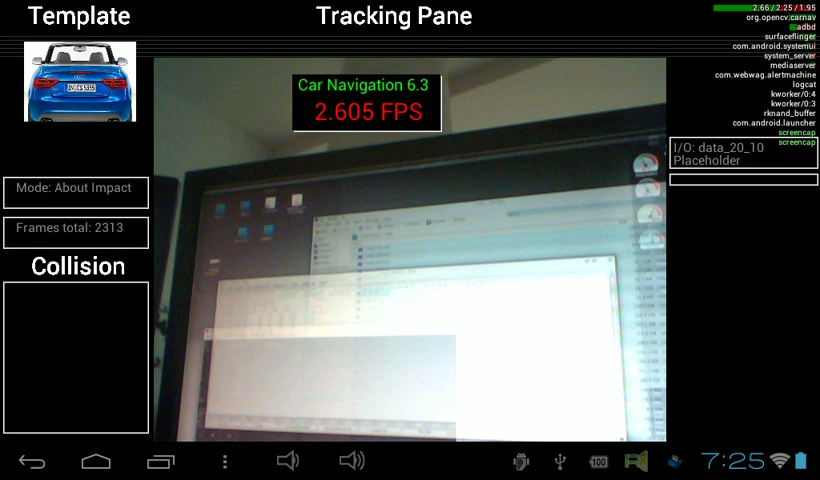 Template
Tracking Pane
2.66 / 2.25 / 1.95
org.opencv.carnav
adbd
surfaceflinger
com.android.systemui
system_server
mediaserver
com.webwag.alertmachine
logcat
kworker/0:4
kworker/0:3
rknand_buffer
com.android.launcher
screencap
screencap
Car Navigation 6.3
2.605 FPS
I/O: data_20_10
Placeholder
Mode: About Impact
Frames total: 2313
Collision
100
7:25